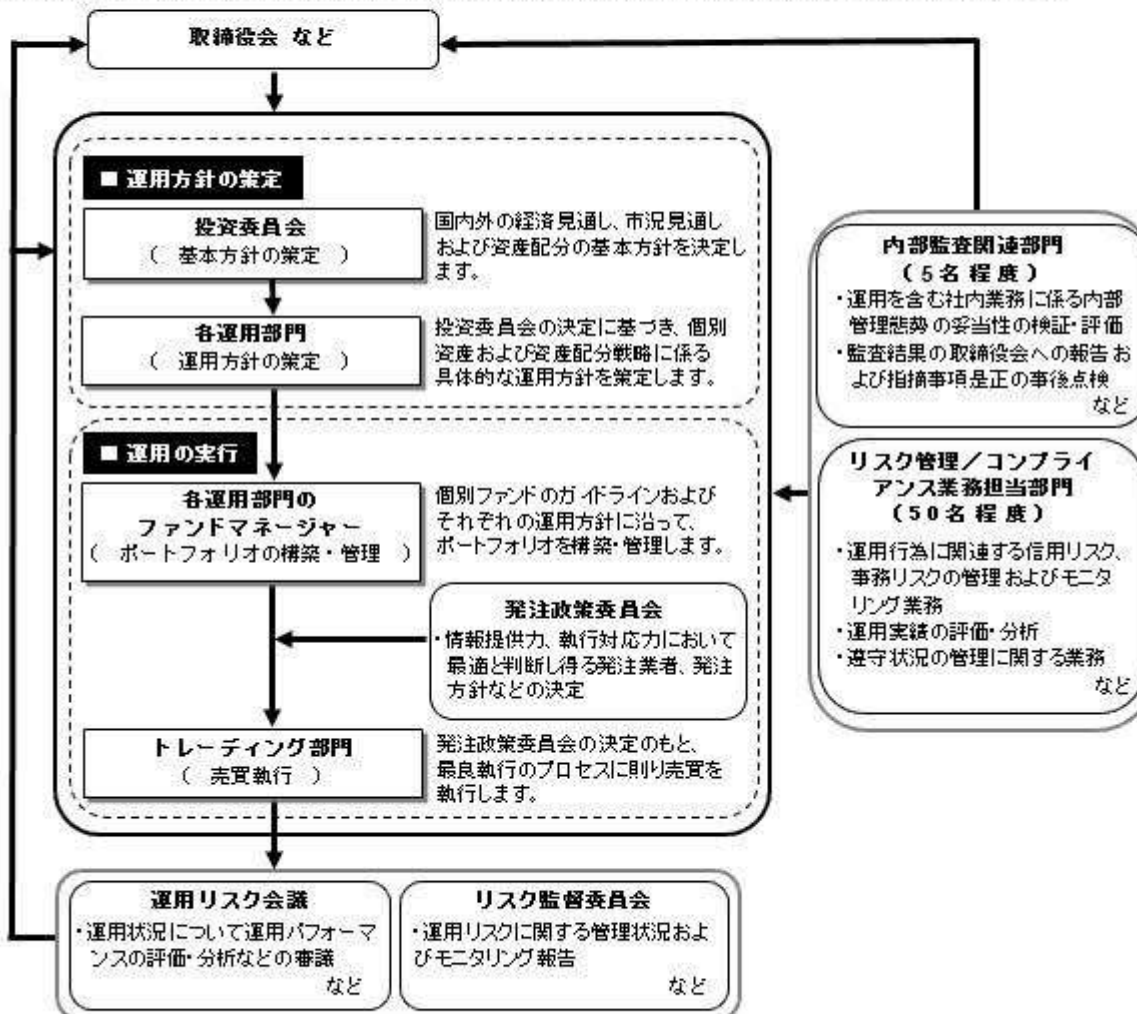 取締役会 など
■ 運用方針の策定
投資委員会
（ 基本方針の策定 ）
国内外の経済見通し、市況見通し
および資産配分の基本方針を決定し
ます。
各運用部門
（ 運用方針の策定 ）
投資委員会の決定に基づき、個別
資産および資産配分戦略に係る
具体的な運用方針を策定します。
■ 運用の実行
各運用部門の
ファンドマネージャー
（ ポートフォリオの構築・管理 ）
個別ファンドのガイドラインおよび
それぞれの運用方針に沿って、
ポートフォリオを構築・管理します。
発注政策委員会
・情報提供力、執行対応力において
最適と判断し得る発注業者、発注
方針などの決定
トレーディング部門
（ 売買執行 ）
発注政策委員会の決定のもと、
最良執行のプロセスに則り売買を
執行します。
内部監査関連部門
（5名程度）
・運用を含む社内業務に係る内部
管理態勢の妥当性の検証・評価
・監査結果の取締役会への報告お
よび指摘事項是正の事後点検
など
リスク管理／コンプライ
アンス業務担当部門
（50名程度）
・運用行為に関連する信用リスク、
事務リスクの管理およびモニタ
リング業務
・運用実績の評価・分析
・遵守状況の管理に関する業務
など
運用リスク会議
・運用状況について運用パフォーマ
ンスの評価・分析などの審議
など
リスク監督委員会
・運用リスクに関する管理状況およ
びモニタリング報告
など